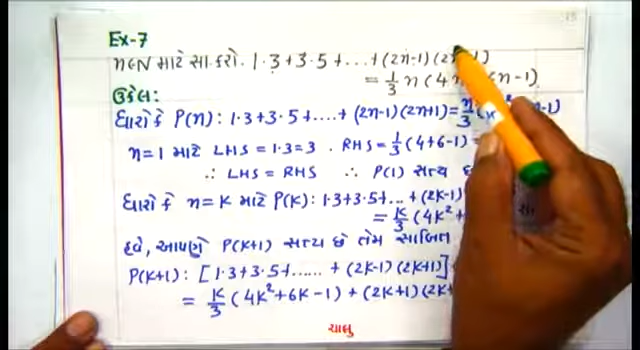 Ex-7
n∈N માટે સા.કરો. 1·3+3·5+...+(2n-1)(2
= 1/3 n(4n n-1)
ઉકેલ:
ધારોકે P(n): 1·3+3·5+....+(2n-1)(2n+1)=n/3( -1)
n=1 માટે LHS=1·3=3. RHS=1/3(4+6-1)=
∴ LHS=RHS ∴ P(1) સત્ય છે
ધારો કે n=K માટે P(K): 1·3+3·5+...+(2K-1)
= K/3(4K²+
હવે, આપણે P(K+1) સત્ય છે તેમ સાબિત
P(K+1): [1·3+3·5+......+(2K-1)(2K+1)]
= K/3(4K²+6K-1)+(2K+1)(2K+
ચાલુ